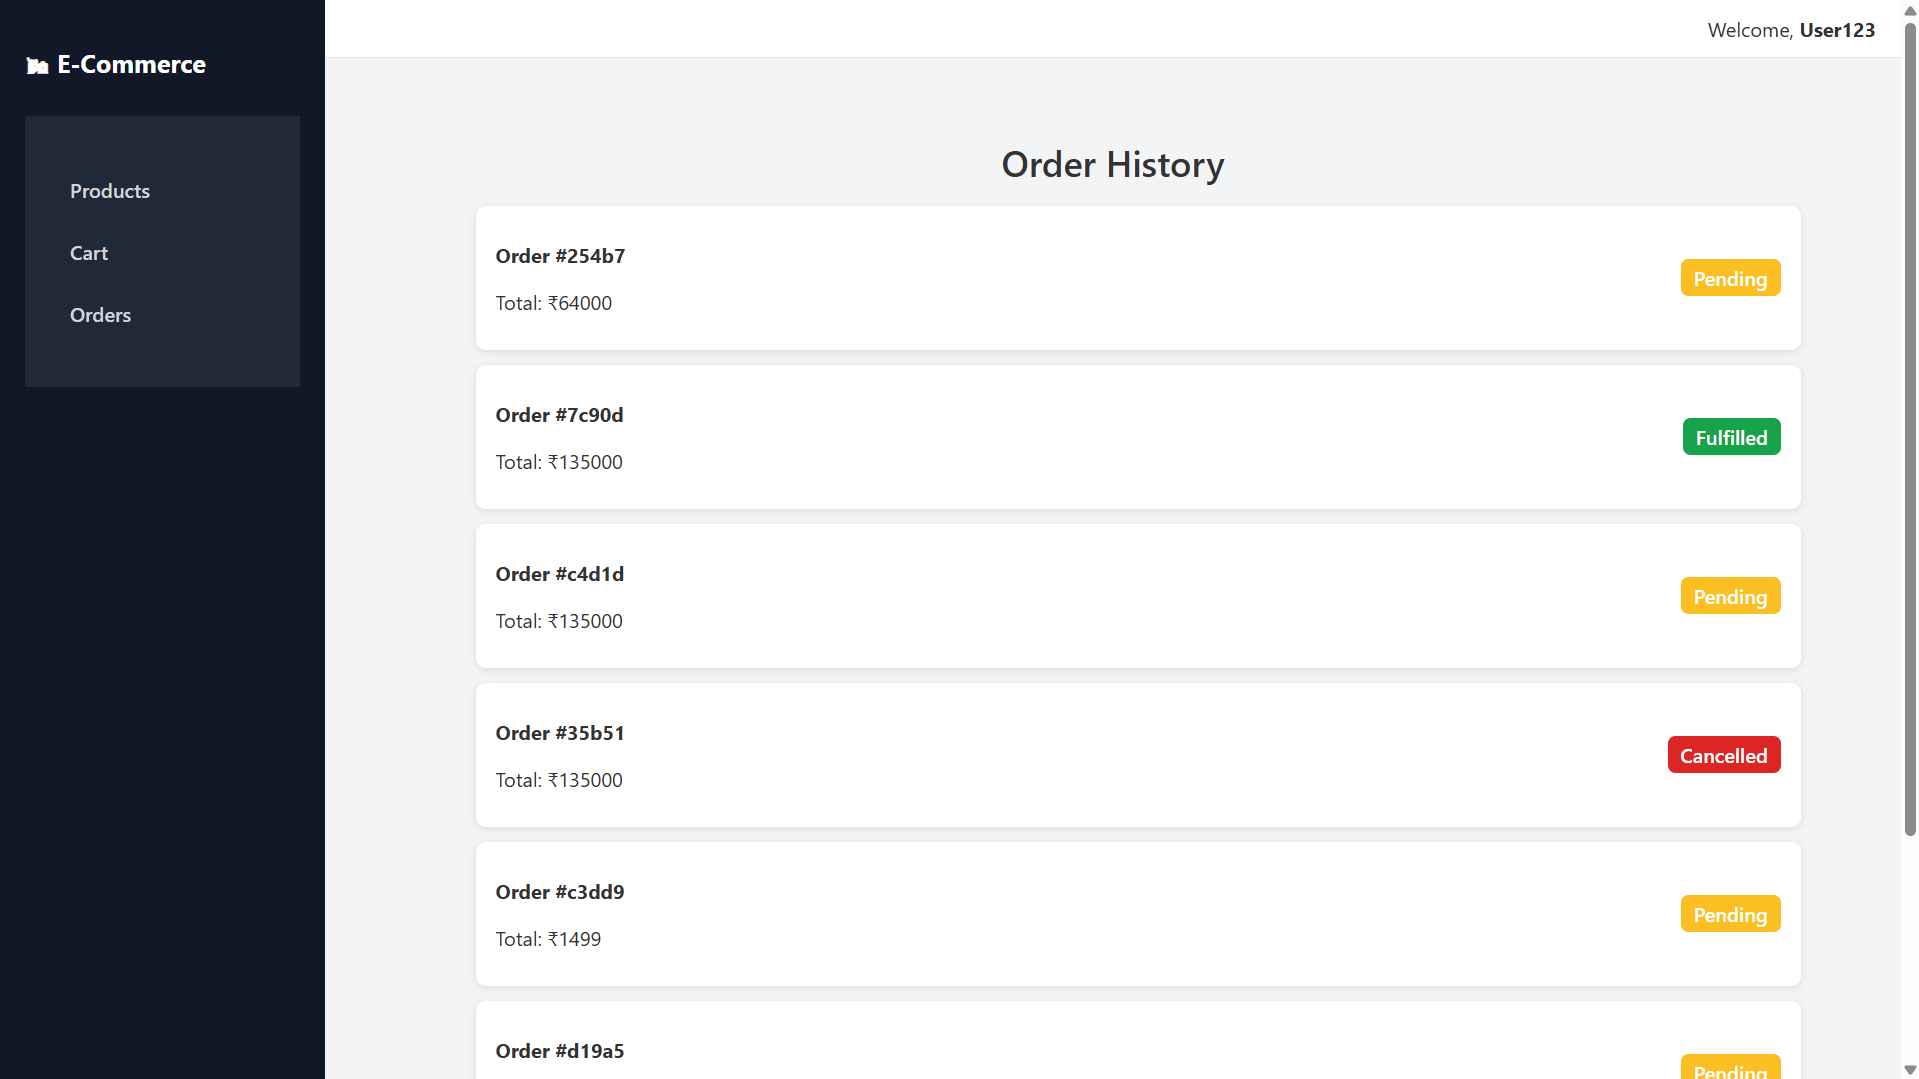 E-Commerce
Products
Cart
Orders
Welcome, User123
Order History
Order #254b7
Total: ₹64000
Pending
Order #7c90d
Total: ₹135000
Fulfilled
Order #c4d1d
Total: ₹135000
Pending
Order #35b51
Total: ₹135000
Cancelled
Order #c3dd9
Total: ₹1499
Pending
Order #d19a5
Pending